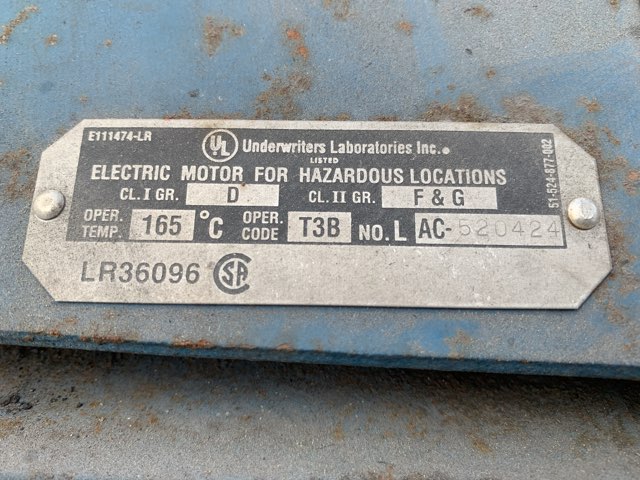 E111474-LR
UL Underwriters Laboratories Inc.®
LISTED
ELECTRIC MOTOR FOR HAZARDOUS LOCATIONS
CL. I GR. D CL. II GR. F & G
OPER. TEMP. 165 °C OPER. CODE T3B NO. L AC-520424
51-524-877-002
LR36096 SA